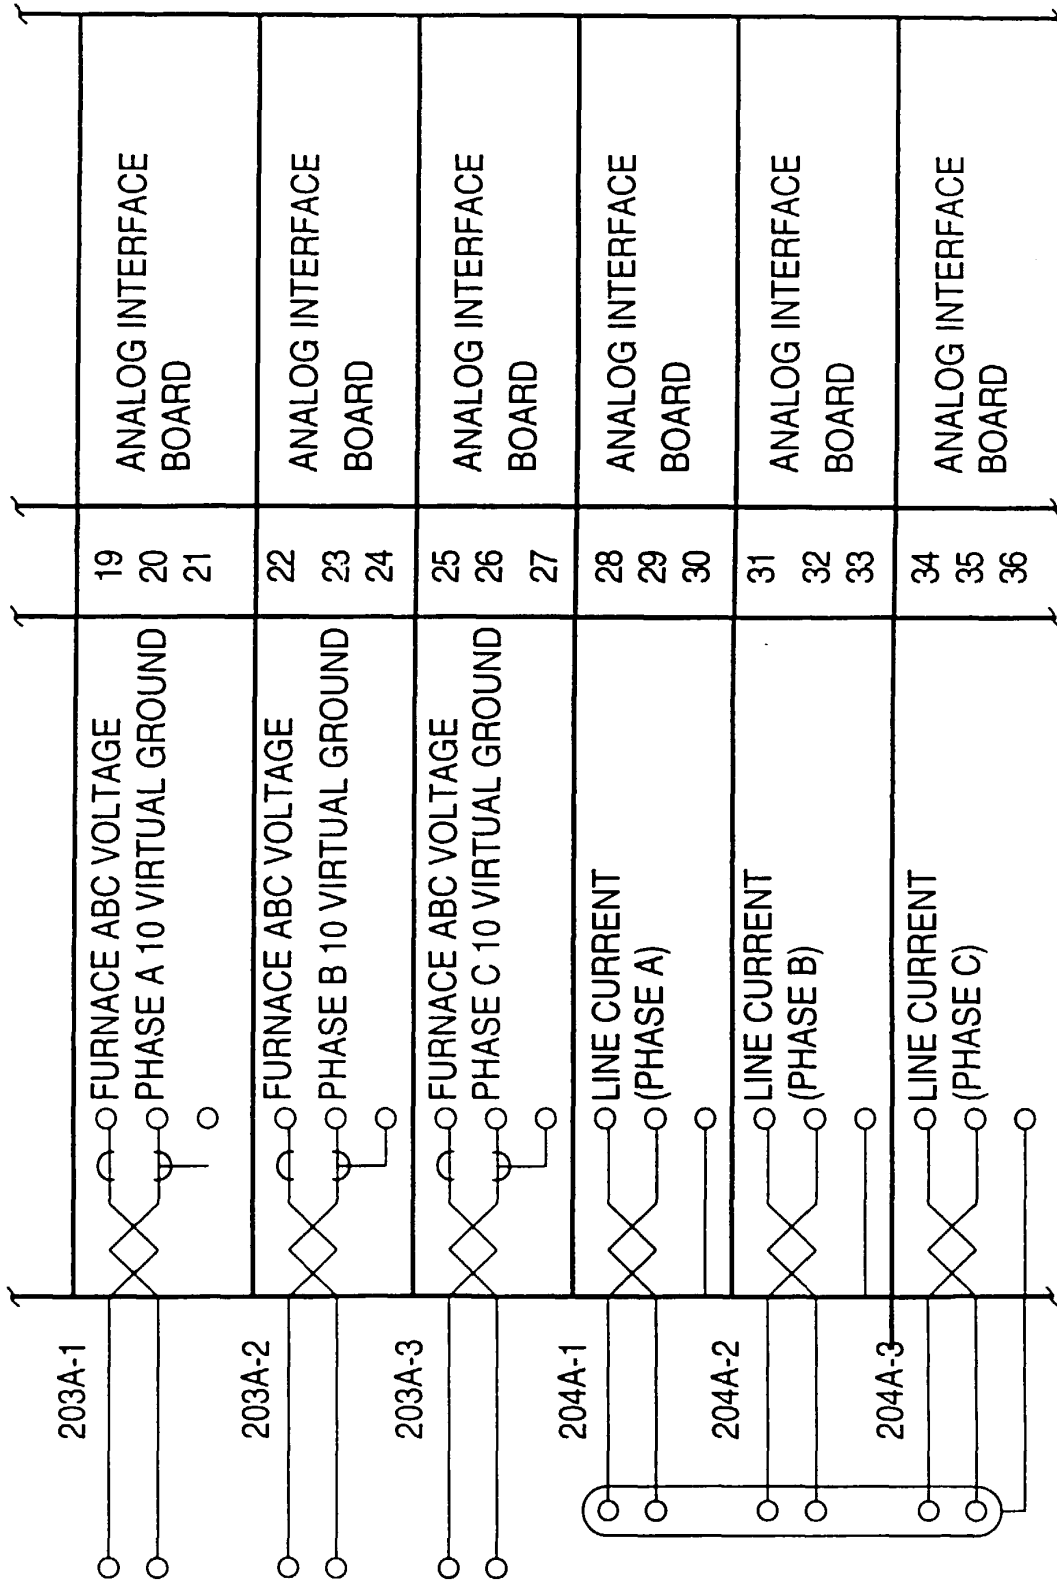 203A-1
FURNACE ABC VOLTAGE
PHASE A 10 VIRTUAL GROUND
19
20
21
ANALOG INTERFACE
BOARD
203A-2
FURNACE ABC VOLTAGE
PHASE B 10 VIRTUAL GROUND
22
23
24
ANALOG INTERFACE
BOARD
203A-3
FURNACE ABC VOLTAGE
PHASE C 10 VIRTUAL GROUND
25
26
27
ANALOG INTERFACE
BOARD
204A-1
LINE CURRENT
(PHASE A)
28
29
30
ANALOG INTERFACE
BOARD
204A-2
LINE CURRENT
(PHASE B)
31
32
33
ANALOG INTERFACE
BOARD
204A-3
LINE CURRENT
(PHASE C)
34
35
36
ANALOG INTERFACE
BOARD